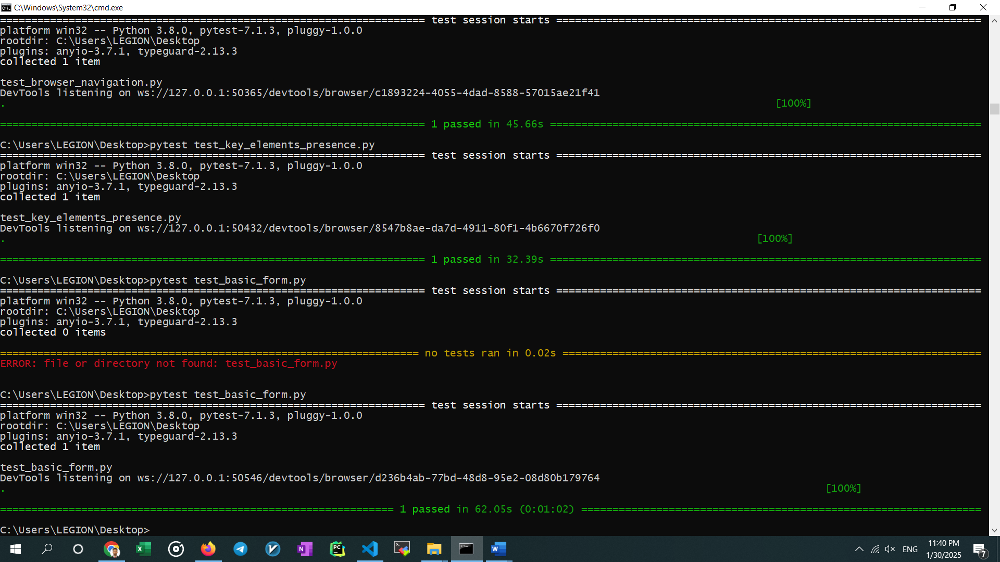 C:\Windows\System32\cmd.exe
==================================================================== test session starts ====================================================================
platform win32 -- Python 3.8.0, pytest-7.1.3, pluggy-1.0.0
rootdir: C:\Users\LEGION\Desktop
plugins: anyio-3.7.1, typeguard-2.13.3
collected 1 item
test_browser_navigation.py
DevTools listening on ws://127.0.0.1:50365/devtools/browser/c1893224-4055-4dad-8588-57015ae21f41
. [100%]
==================================================================== 1 passed in 45.66s =====================================================================
C:\Users\LEGION\Desktop>pytest test_key_elements_presence.py
==================================================================== test session starts ====================================================================
platform win32 -- Python 3.8.0, pytest-7.1.3, pluggy-1.0.0
rootdir: C:\Users\LEGION\Desktop
plugins: anyio-3.7.1, typeguard-2.13.3
collected 1 item
test_key_elements_presence.py
DevTools listening on ws://127.0.0.1:50432/devtools/browser/8547b8ae-da7d-4911-80f1-4b6670f726f0
. [100%]
==================================================================== 1 passed in 32.39s =====================================================================
C:\Users\LEGION\Desktop>pytest test_basic_form.py
==================================================================== test session starts ====================================================================
platform win32 -- Python 3.8.0, pytest-7.1.3, pluggy-1.0.0
rootdir: C:\Users\LEGION\Desktop
plugins: anyio-3.7.1, typeguard-2.13.3
collected 0 items
=================================================================== no tests ran in 0.02s ===================================================================
ERROR: file or directory not found: test_basic_form.py
C:\Users\LEGION\Desktop>pytest test_basic_form.py
==================================================================== test session starts ====================================================================
platform win32 -- Python 3.8.0, pytest-7.1.3, pluggy-1.0.0
rootdir: C:\Users\LEGION\Desktop
plugins: anyio-3.7.1, typeguard-2.13.3
collected 1 item
test_basic_form.py
DevTools listening on ws://127.0.0.1:50546/devtools/browser/d236b4ab-77bd-48d8-95e2-08d80b179764
. [100%]
=============================================================== 1 passed in 62.05s (0:01:02) ================================================================
C:\Users\LEGION\Desktop>
ENG
11:40 PM
1/30/2025
7